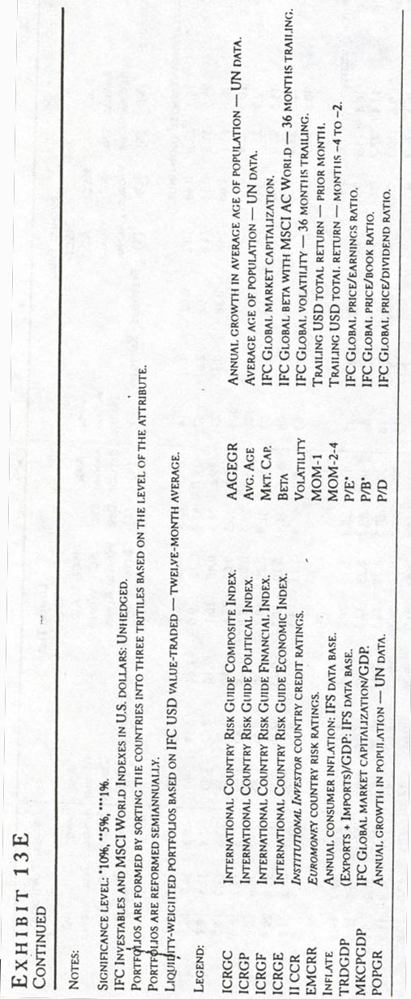 EXHIBIT 13E
CONTINUED
NOTES:
SIGNIFICANCE LEVEL: *10%, **5%, ***1%.
IFC INVESTABLES AND MSCI WORLD INDEXES IN U.S. DOLLARS: UNHEDGED.
PORTFOLIOS ARE FORMED BY SORTING THE COUNTRIES INTO THREE TRITILES BASED ON THE LEVEL OF THE ATTRIBUTE.
PORTFOLIOS ARE REFORMED SEMIANNUALLY.
LIQUIDITY-WEIGHTED PORTFOLIOS BASED ON IFC USD VALUE-TRADED — TWELVE-MONTH AVERAGE.
LEGEND:
ICRGC INTERNATIONAL COUNTRY RISK GUIDE COMPOSITE INDEX. AAGEGR ANNUAL GROWTH IN AVERAGE AGE OF POPULATION — UN DATA.
ICRGP INTERNATIONAL COUNTRY RISK GUIDE POLITICAL INDEX. AVG. AGE AVERAGE AGE OF POPULATION — UN DATA.
ICRGF INTERNATIONAL COUNTRY RISK GUIDE FINANCIAL INDEX. MKT. CAP. IFC GLOBAL MARKET CAPITALIZATION.
ICRGE INTERNATIONAL COUNTRY RISK GUIDE ECONOMIC INDEX. BETA IFC GLOBAL BETA WITH MSCI AC WORLD — 36 MONTHS TRAILING.
II CCR INSTITUTIONAL INVESTOR COUNTRY CREDIT RATINGS. VOLATILITY IFC GLOBAL VOLATILITY — 36 MONTHS TRAILING.
EMCRR EUROMONEY COUNTRY RISK RATINGS. MOM-1 TRAILING USD TOTAL RETURN — PRIOR MONTH.
INFLATE ANNUAL CONSUMER INFLATION: IFS DATA BASE. MOM-2-4 TRAILING USD TOTAL RETURN — MONTHS –4 TO –2.
TRDGDP (EXPORTS + IMPORTS)/GDP: IFS DATA BASE. P/E* IFC GLOBAL PRICE/EARNINGS RATIO.
MKCPGDP IFC GLOBAL MARKET CAPITALIZATION/GDP. P/B* IFC GLOBAL PRICE/BOOK RATIO.
POPGR ANNUAL GROWTH IN POPULATION — UN DATA. P/D IFC GLOBAL PRICE/DIVIDEND RATIO.